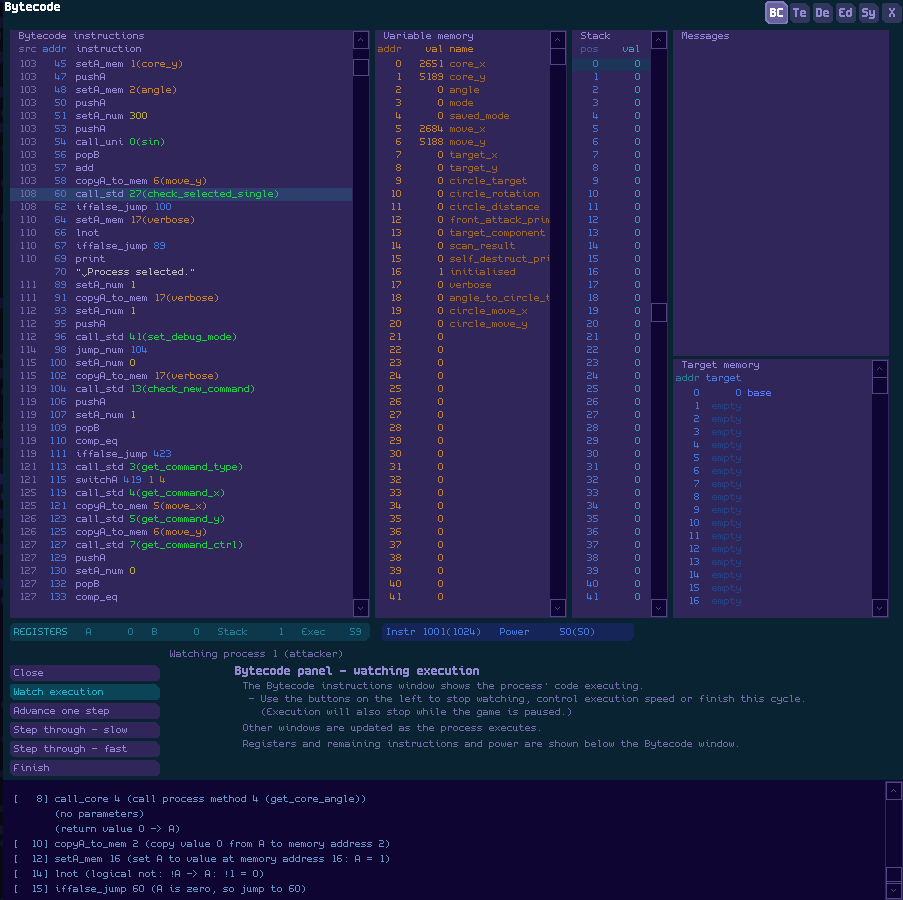 Bytecode
BC Te De Ed Sy X
Bytecode instructions
src addr instruction
103 45 setA_mem 1(core_y)
103 47 pushA
103 48 setA_mem 2(angle)
103 50 pushA
103 51 setA_num 300
103 53 pushA
103 54 call_uni 0(sin)
103 56 popB
103 57 add
103 58 copyA_to_mem 6(move_y)
108 60 call_std 27(check_selected_single)
108 62 iffalse_jump 100
110 64 setA_mem 17(verbose)
110 66 lnot
110 67 iffalse_jump 89
110 69 print
70 "Process selected."
111 89 setA_num 1
111 91 copyA_to_mem 17(verbose)
112 93 setA_num 1
112 95 pushA
112 96 call_std 41(set_debug_mode)
114 98 jump_num 104
115 100 setA_num 0
115 102 copyA_to_mem 17(verbose)
119 104 call_std 13(check_new_command)
119 106 pushA
119 107 setA_num 1
119 109 popB
119 110 comp_eq
119 111 iffalse_jump 423
121 113 call_std 3(get_command_type)
121 115 switchA 419 1 4
125 119 call_std 4(get_command_x)
125 121 copyA_to_mem 5(move_x)
126 123 call_std 5(get_command_y)
126 125 copyA_to_mem 6(move_y)
127 127 call_std 7(get_command_ctrl)
127 129 pushA
127 130 setA_num 0
127 132 popB
127 133 comp_eq
Variable memory
addr val name
0 2651 core_x
1 5189 core_y
2 0 angle
3 0 mode
4 0 saved_mode
5 2684 move_x
6 5188 move_y
7 0 target_x
8 0 target_y
9 0 circle_target
10 0 circle_rotation
11 0 circle_distance
12 0 front_attack_prim
13 0 target_component
14 0 scan_result
15 0 self_destruct_pri
16 1 initialised
17 0 verbose
18 0 angle_to_circle_t
19 0 circle_move_x
20 0 circle_move_y
21 0
22 0
23 0
24 0
25 0
26 0
27 0
28 0
29 0
30 0
31 0
32 0
33 0
34 0
35 0
36 0
37 0
38 0
39 0
40 0
41 0
Stack
pos val
0 0
1 0
2 0
3 0
4 0
5 0
6 0
7 0
8 0
9 0
10 0
11 0
12 0
13 0
14 0
15 0
16 0
17 0
18 0
19 0
20 0
21 0
22 0
23 0
24 0
25 0
26 0
27 0
28 0
29 0
30 0
31 0
32 0
33 0
34 0
35 0
36 0
37 0
38 0
39 0
40 0
41 0
Messages
Target memory
addr target
0 0 base
1 empty
2 empty
3 empty
4 empty
5 empty
6 empty
7 empty
8 empty
9 empty
10 empty
11 empty
12 empty
13 empty
14 empty
15 empty
16 empty
REGISTERS A 0 B 0 Stack 1 Exec 59
Instr 1001(1024) Power 50(50)
Watching process 1 (attacker)
Close
Watch execution
Advance one step
Step through - slow
Step through - fast
Finish
Bytecode panel - watching execution
The Bytecode instructions window shows the process' code executing.
- Use the buttons on the left to stop watching, control execution speed or finish this cycle.
(Execution will also stop while the game is paused.)
Other windows are updated as the process executes.
Registers and remaining instructions and power are shown below the Bytecode window.
[ 8] call_core 4 (call process method 4 (get_core_angle))
(no parameters)
(return value 0 -> A)
[ 10] copyA_to_mem 2 (copy value 0 from A to memory address 2)
[ 12] setA_mem 16 (set A to value at memory address 16: A = 1)
[ 14] lnot (logical not: !A -> A: !1 = 0)
[ 15] iffalse_jump 60 (A is zero, so jump to 60)